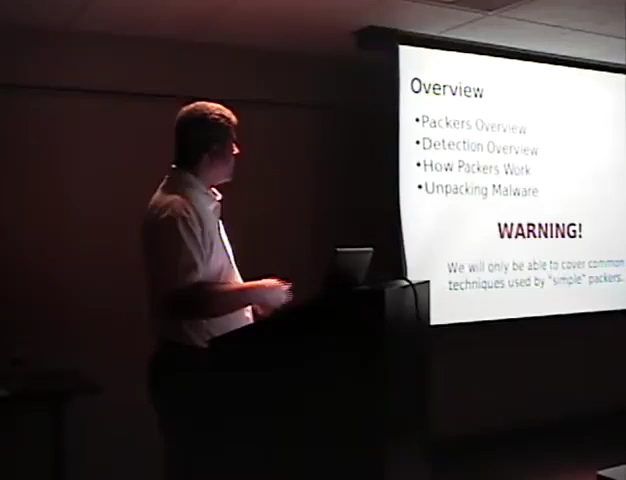 Overview
•Packers Overview
•Detection Overview
•How Packers Work
•Unpacking Malware
WARNING!
We will only be able to cover common
techniques used by "simple" packers.